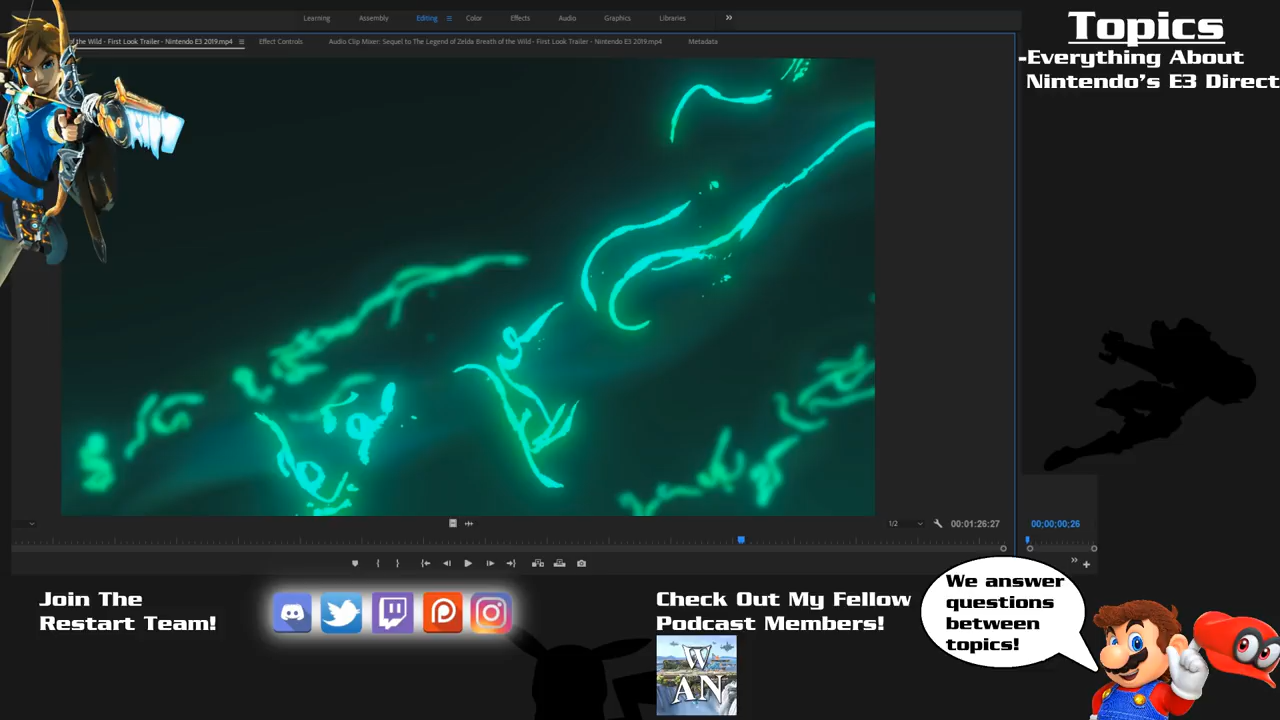 Learning Assembly Editing Color Effects Audio Graphics Libraries
Topics
of the Wild - First Look Trailer - Nintendo E3 2019.mp4 Effect Controls Audio Clip Mixer: Sequel to The Legend of Zelda Breath of the Wild - First Look Trailer - Nintendo E3 2019.mp4 Metadata
-Everything About
Nintendo's E3 Direct
1/2 00:01:26:27 00;00;00;26
Join The
Restart Team!
Check Out My Fellow
Podcast Members!
W
AN
We answer
questions
between
topics!